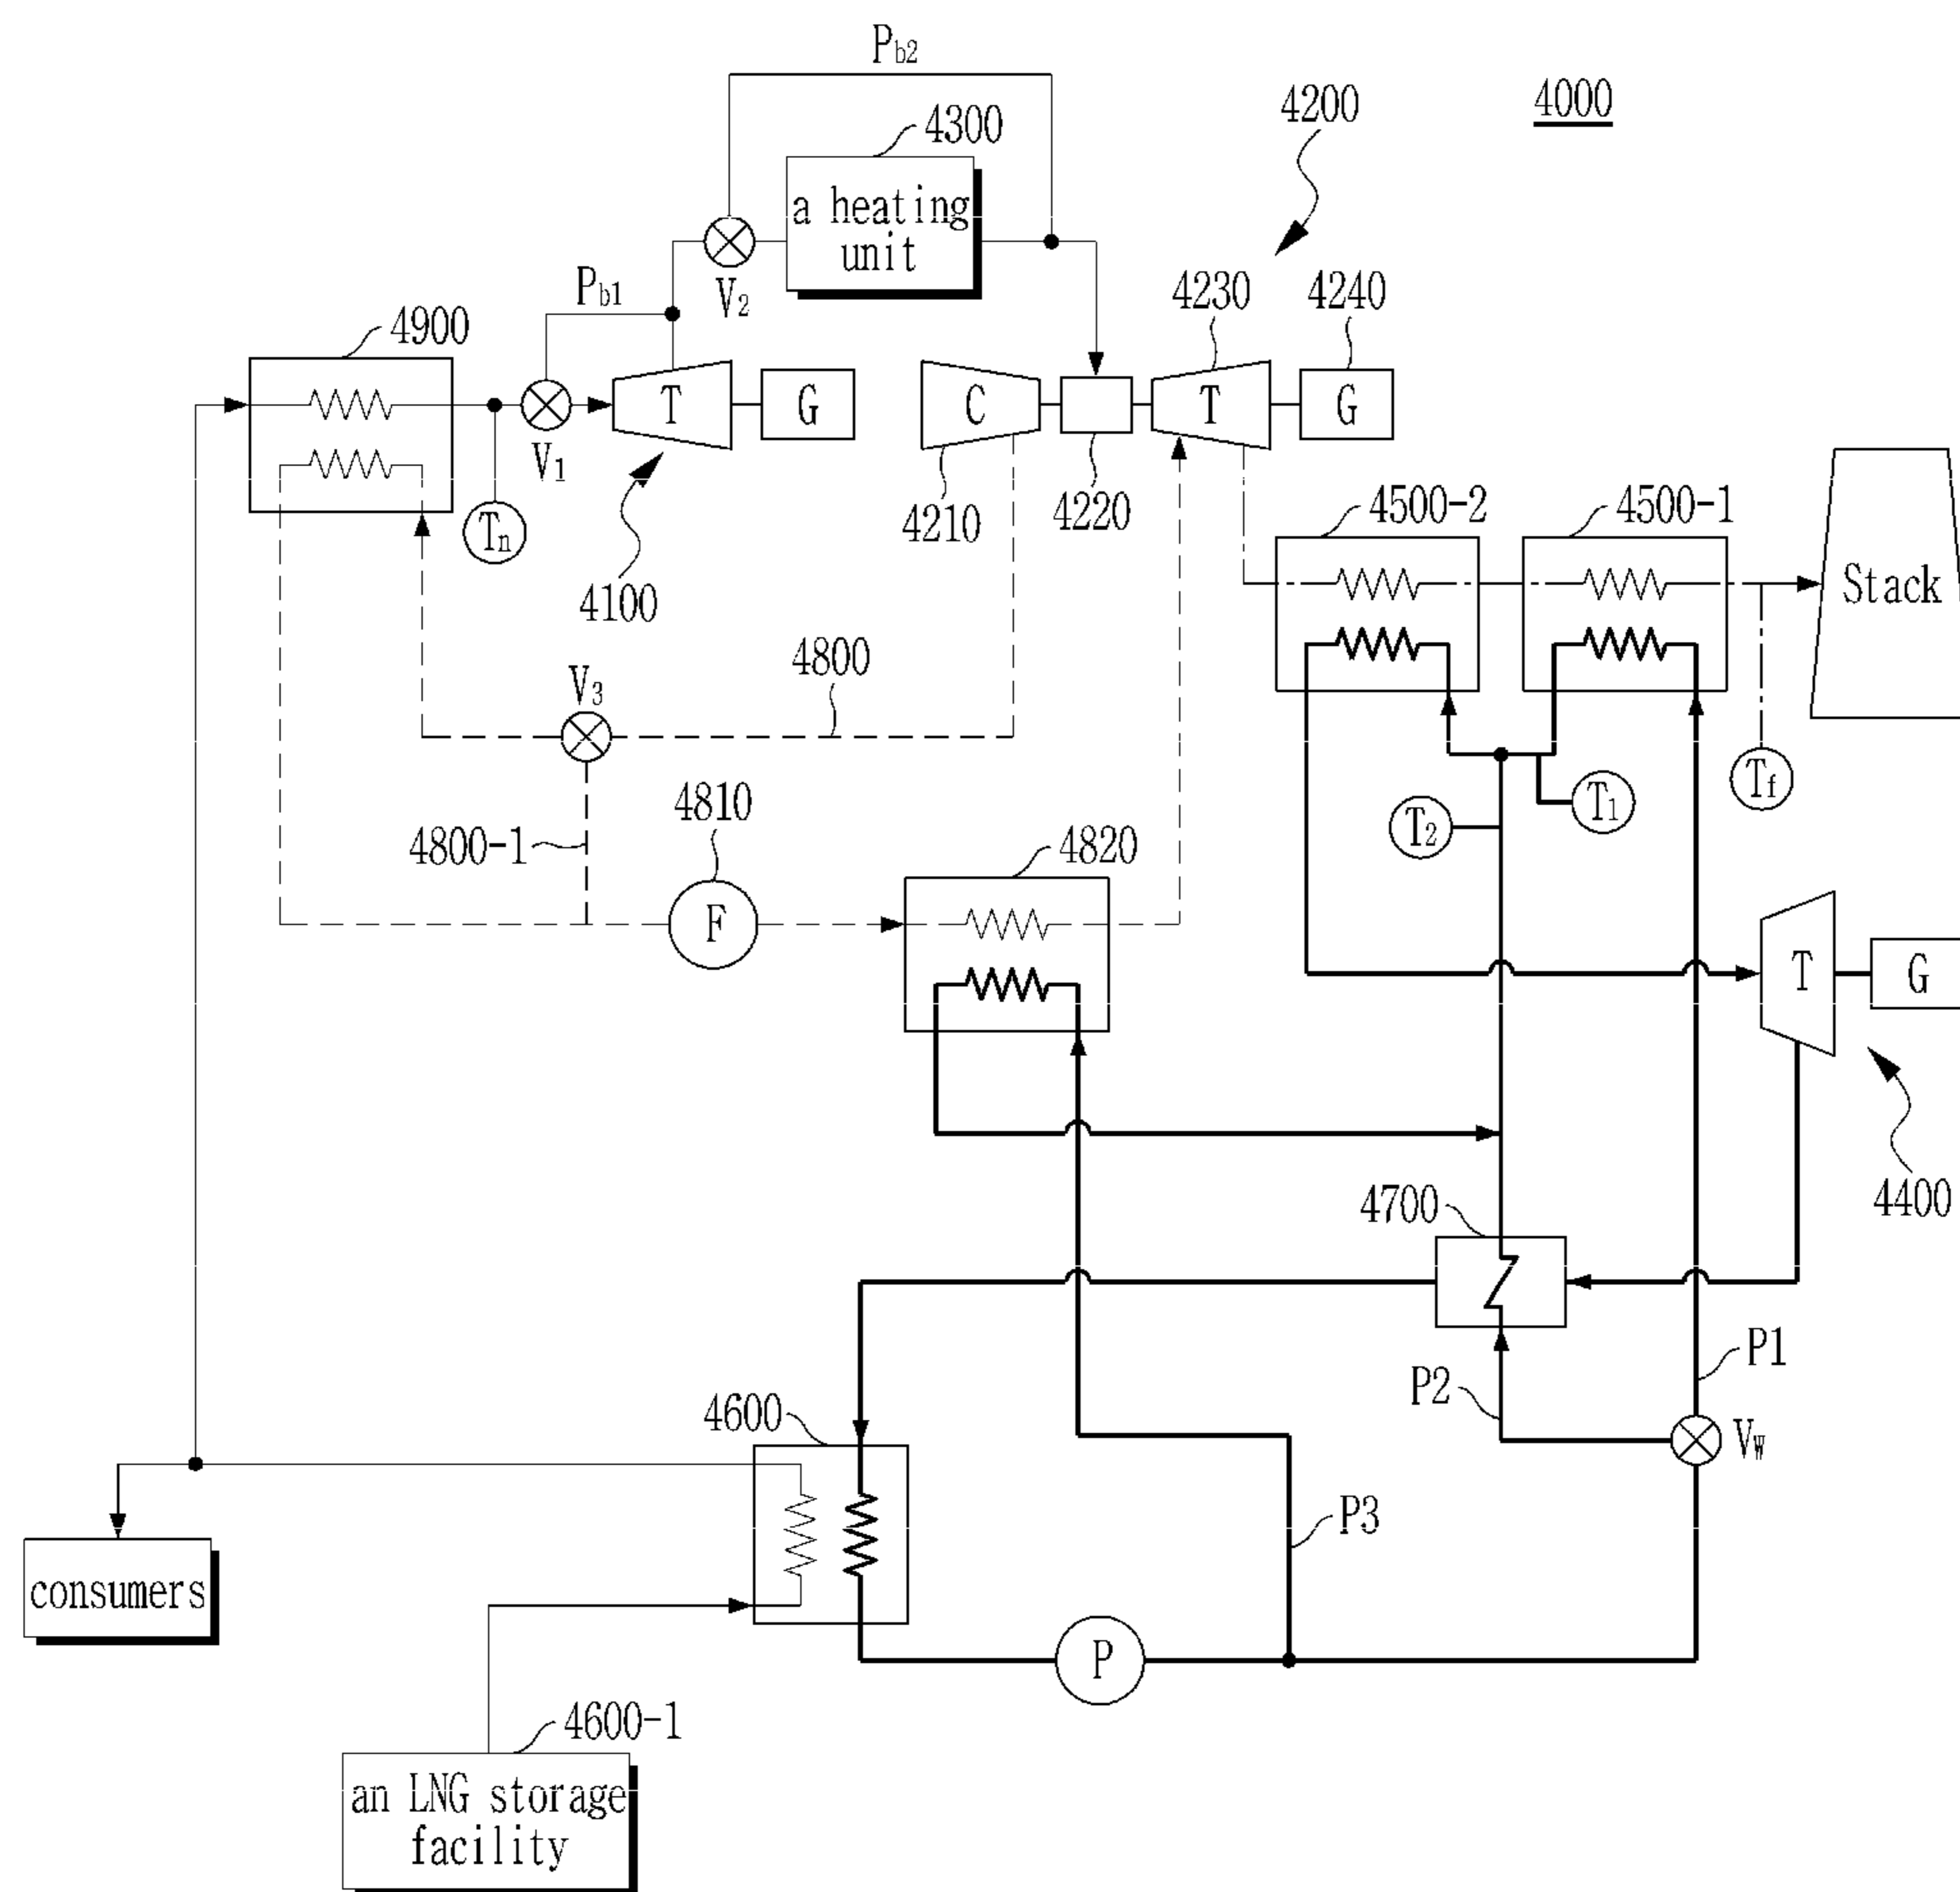 Pb2
4000
4200
4300
a heating
unit
V2
Pb1
4230
4240
4900
T
G
C
T
G
V1
Tn
4100
4210
4220
4500-2
4500-1
Stack
V3
4800
Tf
T1
T2
4800-1
4810
F
4820
T
G
4400
4700
P1
P2
VW
4600
P3
consumers
P
4600-1
an LNG storage
facility